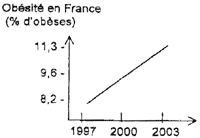 Obésité en France
(% d'obèses)
11,3 -
9,6 -
8,2 -
1997 2000 2003